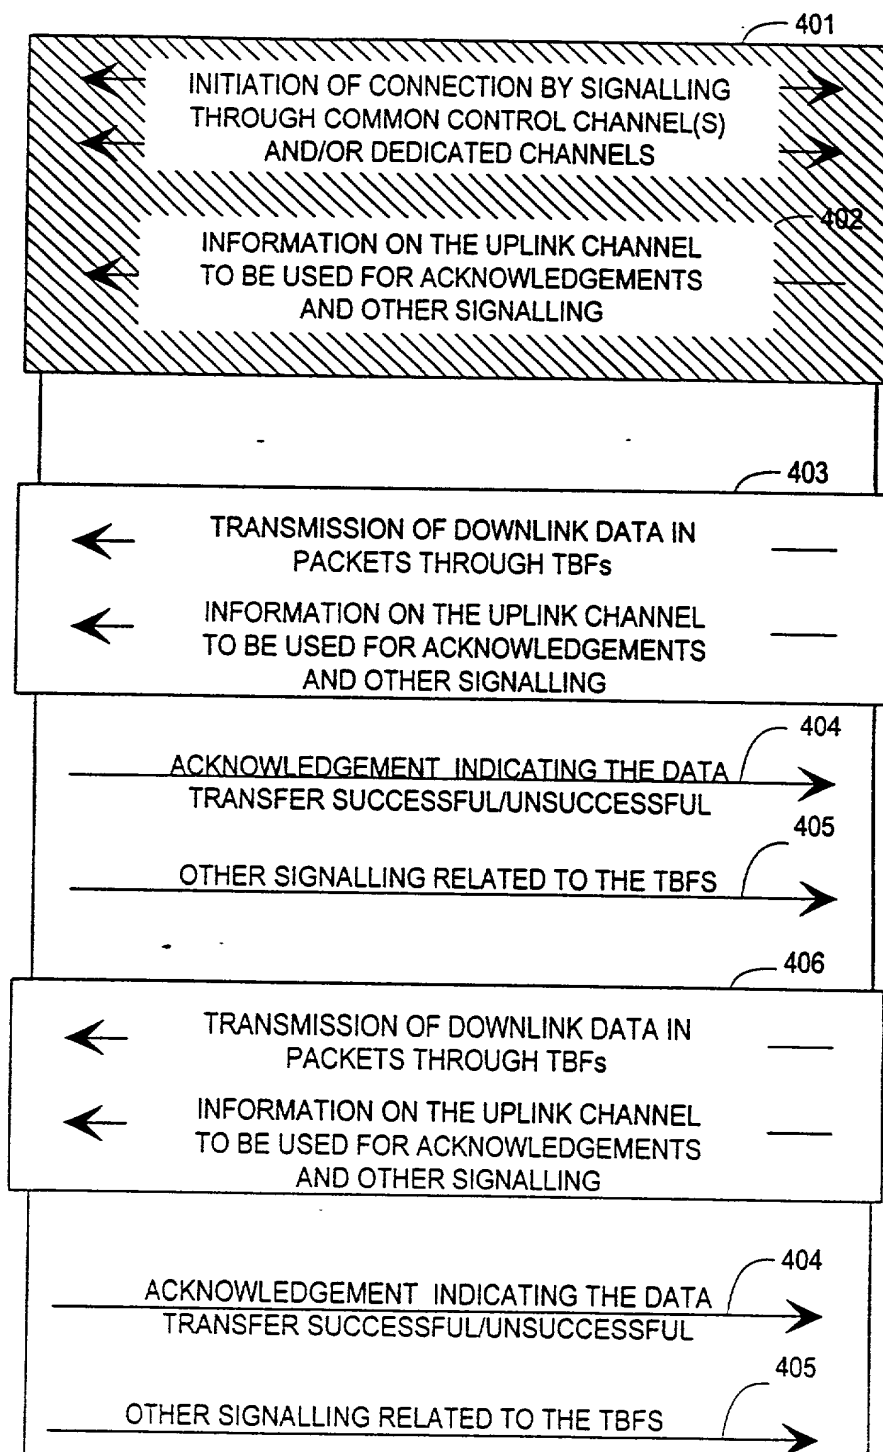 401
INITIATION OF CONNECTION BY SIGNALLING
THROUGH COMMON CONTROL CHANNEL(S)
AND/OR DEDICATED CHANNELS
402
INFORMATION ON THE UPLINK CHANNEL
TO BE USED FOR ACKNOWLEDGEMENTS
AND OTHER SIGNALLING
403
TRANSMISSION OF DOWNLINK DATA IN
PACKETS THROUGH TBFs
INFORMATION ON THE UPLINK CHANNEL
TO BE USED FOR ACKNOWLEDGEMENTS
AND OTHER SIGNALLING
404
ACKNOWLEDGEMENT INDICATING THE DATA
TRANSFER SUCCESSFUL/UNSUCCESSFUL
405
OTHER SIGNALLING RELATED TO THE TBFS
406
TRANSMISSION OF DOWNLINK DATA IN
PACKETS THROUGH TBFs
INFORMATION ON THE UPLINK CHANNEL
TO BE USED FOR ACKNOWLEDGEMENTS
AND OTHER SIGNALLING
404
ACKNOWLEDGEMENT INDICATING THE DATA
TRANSFER SUCCESSFUL/UNSUCCESSFUL
405
OTHER SIGNALLING RELATED TO THE TBFS